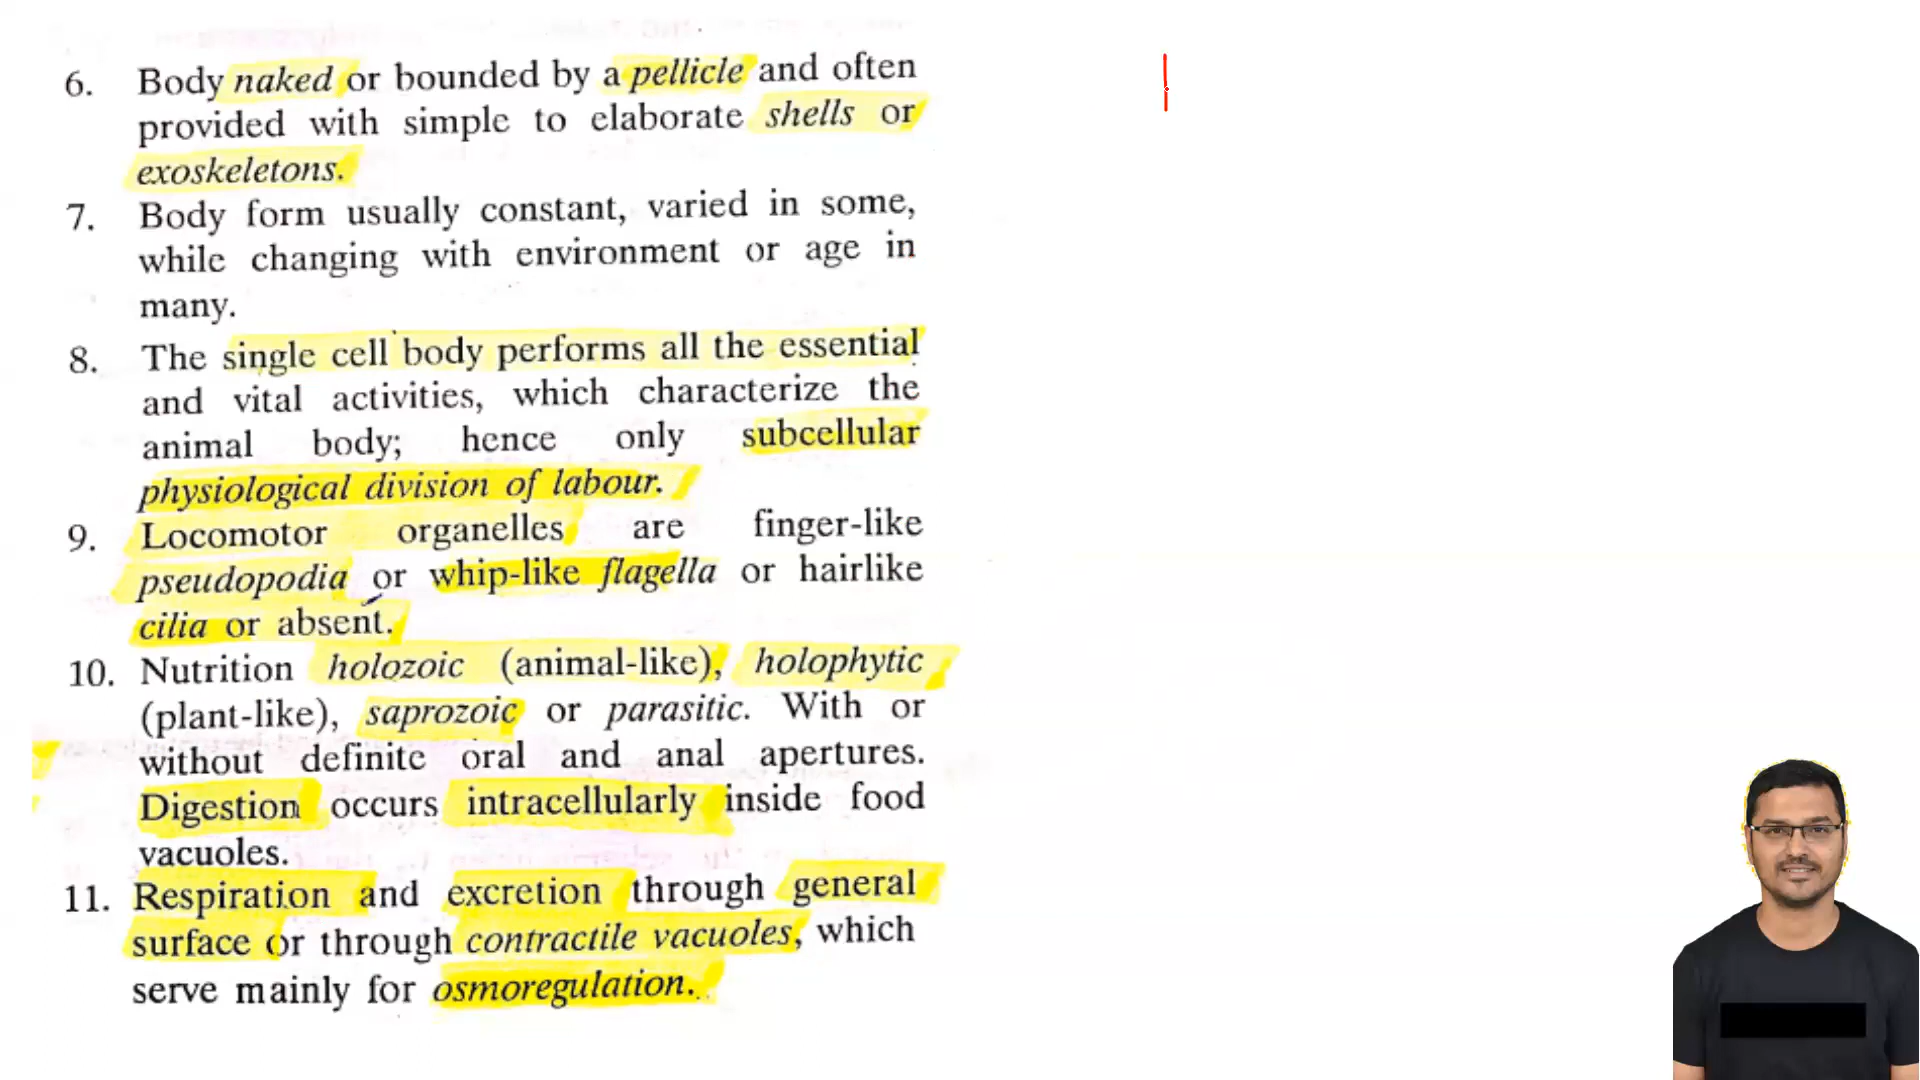 6. Body naked or bounded by a pellicle and often
provided with simple to elaborate shells or
exoskeletons.
7. Body form usually constant, varied in some,
while changing with environment or age in
many.
8. The single cell body performs all the essential
and vital activities, which characterize the
animal body; hence only subcellular
physiological division of labour.
9. Locomotor organelles are finger-like
pseudopodia or whip-like flagella or hairlike
cilia or absent.
10. Nutrition holozoic (animal-like), holophytic
(plant-like), saprozoic or parasitic. With or
without definite oral and anal apertures.
Digestion occurs intracellularly inside food
vacuoles.
11. Respiration and excretion through general
surface or through contractile vacuoles, which
serve mainly for osmoregulation.